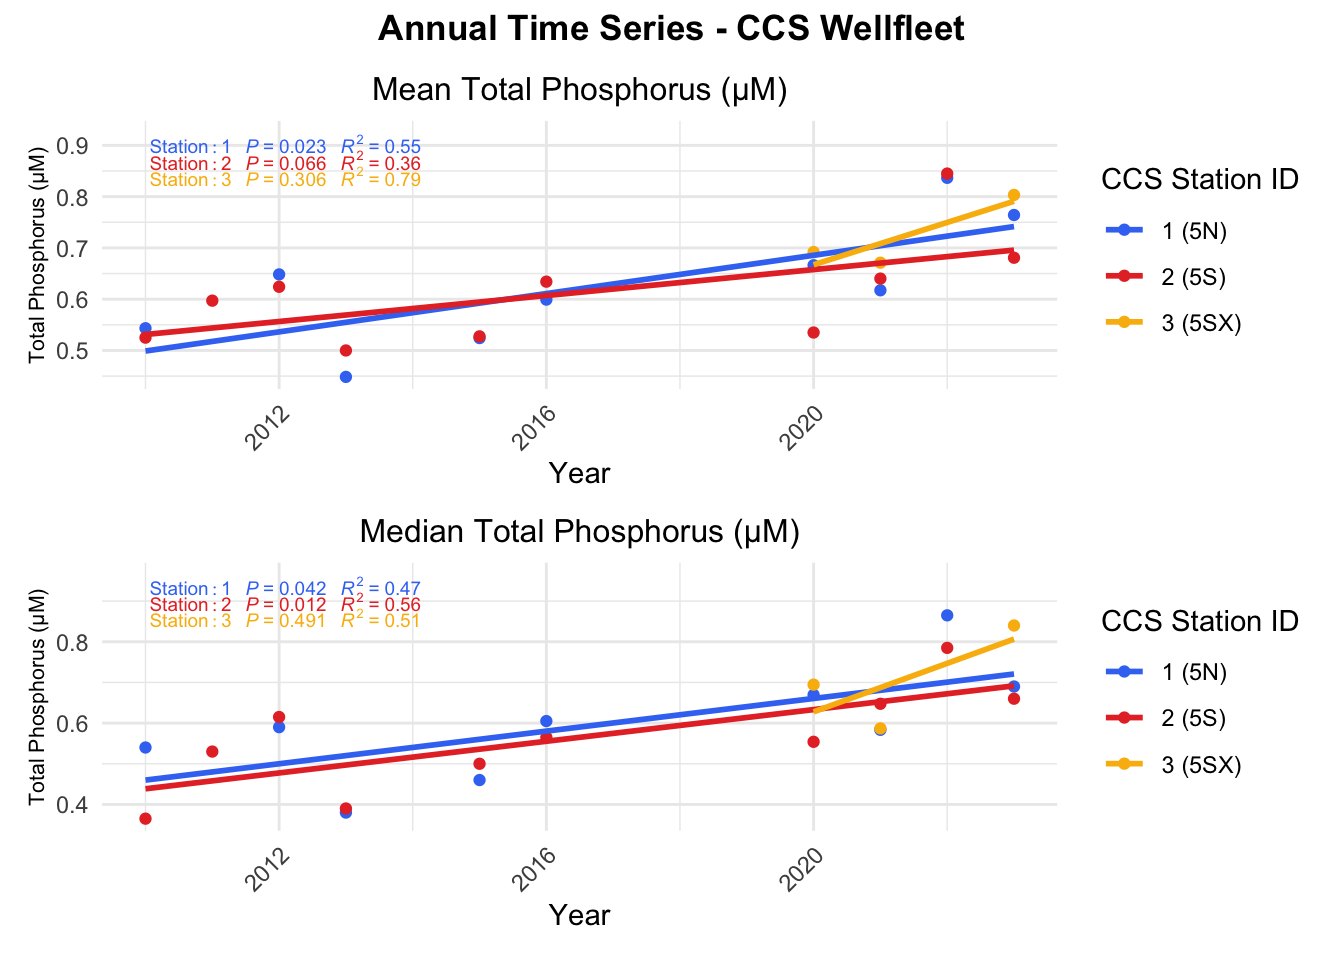 Annual Time Series - CCS Wellfleet
Mean Total Phosphorus (µM)
Station: 1 P = 0.023 R² = 0.55
Station: 2 P = 0.066 R² = 0.36
Station: 3 P = 0.306 R² = 0.79
Total Phosphorus (µM)
0.9
0.8
0.7
0.6
0.5
2012
2016
2020
Year
CCS Station ID
1 (5N)
2 (5S)
3 (5SX)
Median Total Phosphorus (µM)
Station: 1 P = 0.042 R² = 0.47
Station: 2 P = 0.012 R² = 0.56
Station: 3 P = 0.491 R² = 0.51
Total Phosphorus (µM)
0.8
0.6
0.4
2012
2016
2020
Year
CCS Station ID
1 (5N)
2 (5S)
3 (5SX)